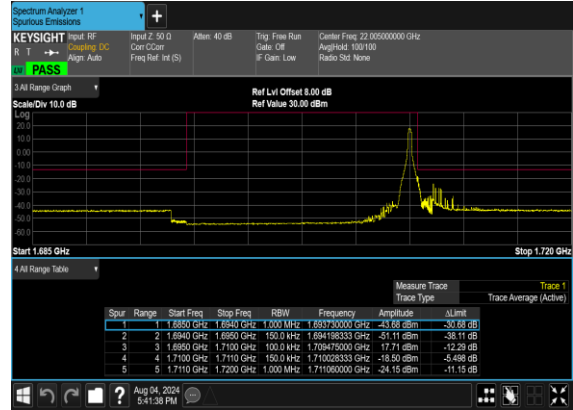 Spectrum Analyzer 1
Spurious Emissions
+
KEYSIGHT Input: RF Input Z: 50 Ω Atten: 40 dB Trig: Free Run Center Freq: 22.005000000 GHz
R T Coupling: DC Corr CCorr Gate: Off Avg|Hold: 100/100
Align: Auto Freq Ref: Int (S) IF Gain: Low Radio Std: None
LXI PASS
3 All Range Graph
Ref Lvl Offset 8.00 dB
Scale/Div 10.0 dB Ref Value 30.00 dBm
Log
20.0
10.0
0.00
-10.0
-20.0
-30.0
-40.0
-50.0
-60.0
Start 1.685 GHz Stop 1.720 GHz
4 All Range Table
Measure Trace Trace 1
Trace Type Trace Average (Active)
Spur Range Start Freq Stop Freq RBW Frequency Amplitude ΔLimit
1 1 1.6850 GHz 1.6940 GHz 1.000 MHz 1.693730000 GHz -43.68 dBm -30.68 dB
2 2 1.6940 GHz 1.6950 GHz 150.0 kHz 1.694198333 GHz -51.11 dBm -38.11 dB
3 3 1.6950 GHz 1.7100 GHz 100.0 kHz 1.709475000 GHz 17.71 dBm -12.29 dB
4 4 1.7100 GHz 1.7110 GHz 150.0 kHz 1.710028333 GHz -18.50 dBm -5.498 dB
5 5 1.7110 GHz 1.7200 GHz 1.000 MHz 1.711060000 GHz -24.15 dBm -11.15 dB
? Aug 04, 2024
5:41:38 PM